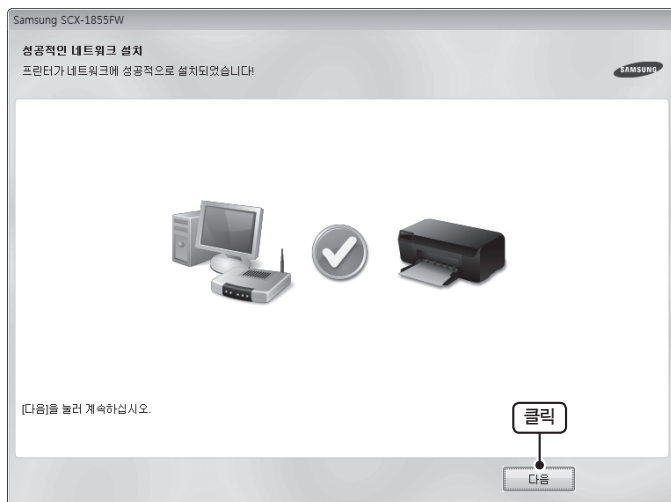 Samsung SCX-1855FW
성공적인 네트워크 설치
프린터가 네트워크에 성공적으로 설치되었습니다!
SAMSUNG
[다음]을 눌러 계속하십시오.
클릭
다음